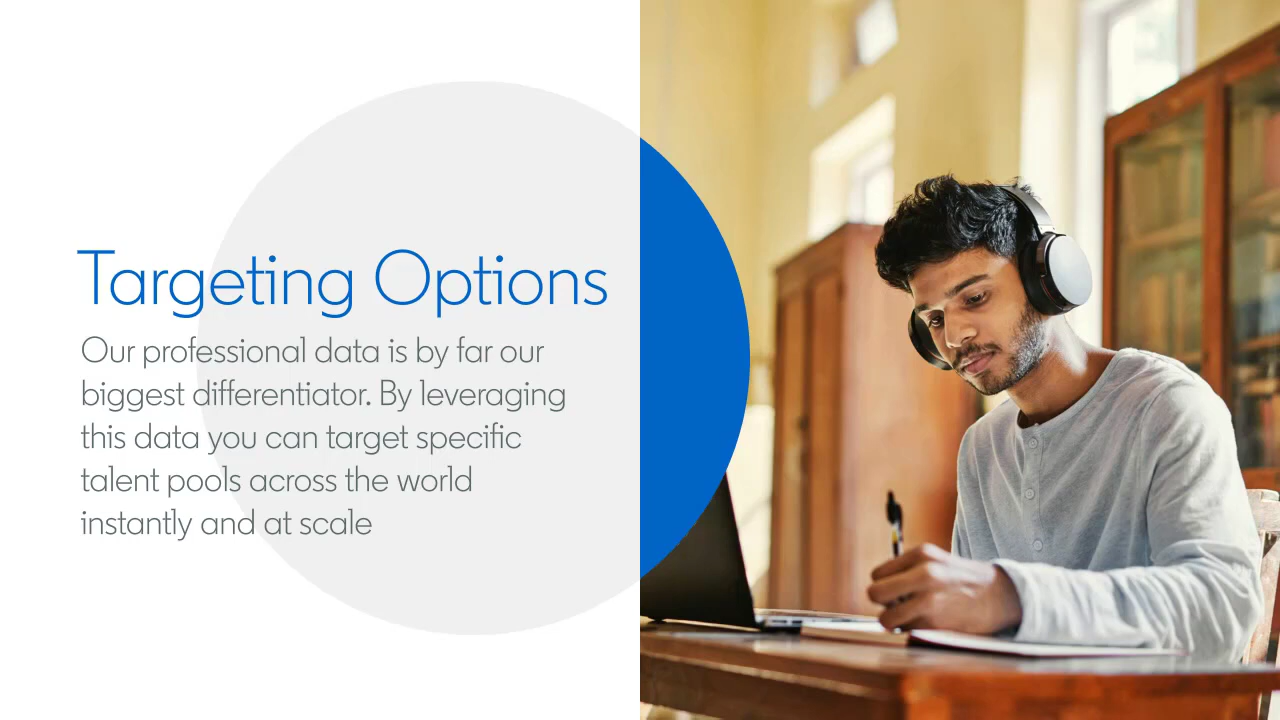 Targeting Options
Our professional data is by far our
biggest differentiator. By leveraging
this data you can target specific
talent pools across the world
instantly and at scale